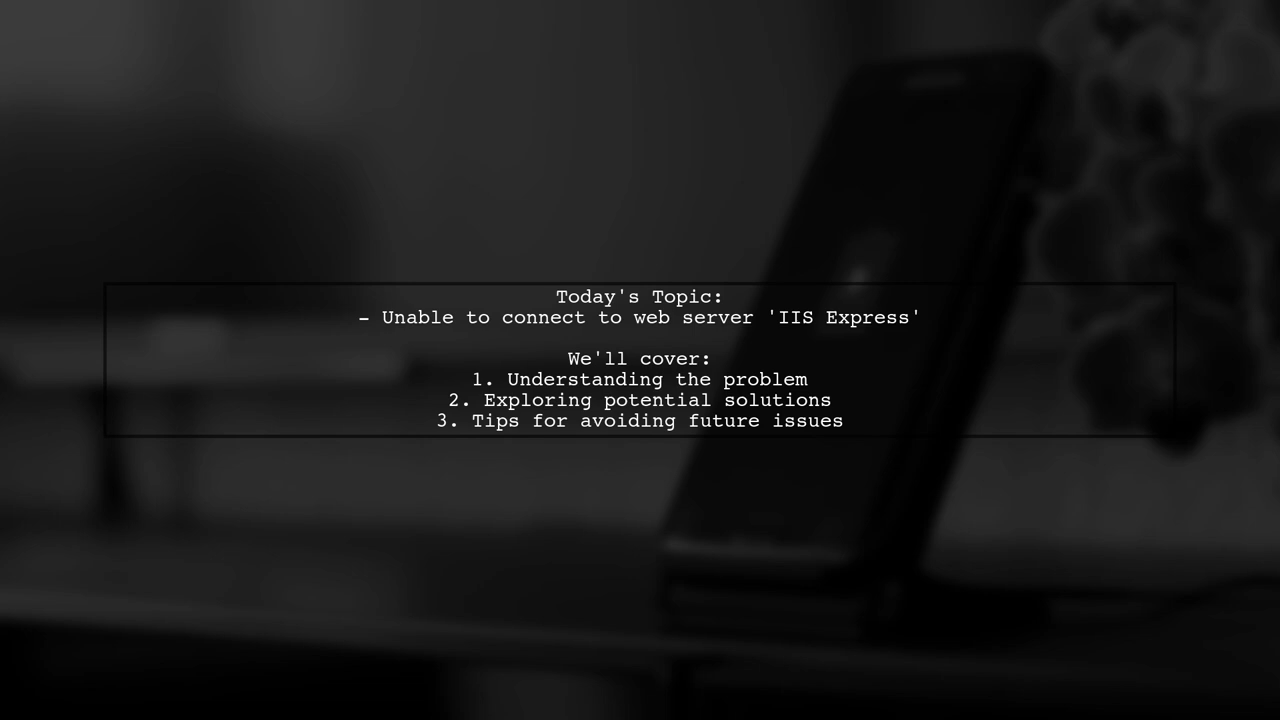 Today's Topic:
- Unable to connect to web server 'IIS Express'
We'll cover:
1. Understanding the problem
2. Exploring potential solutions
3. Tips for avoiding future issues